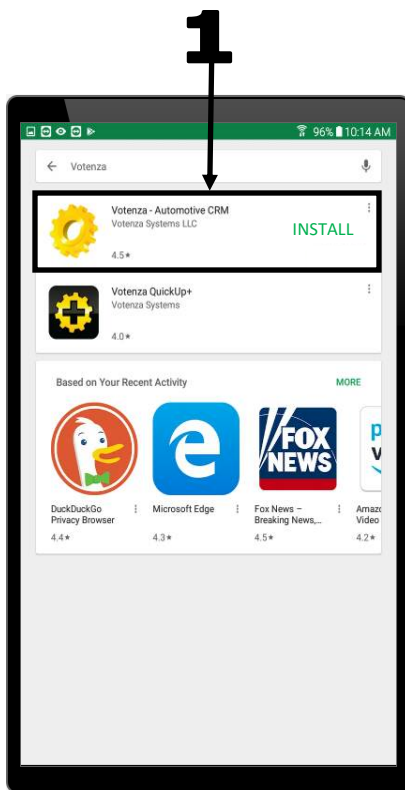 1
96% 10:14 AM
Votenza
Votenza - Automotive CRM
Votenza Systems LLC
INSTALL
4.5★
Votenza QuickUp+
Votenza Systems
4.0★
Based on Your Recent Activity
MORE
FOX
NEWS
p
v
DuckDuckGo
Privacy Browser
4.4★
Microsoft Edge
4.3★
Fox News –
Breaking News,...
4.5★
Amazo
Video
4.2★